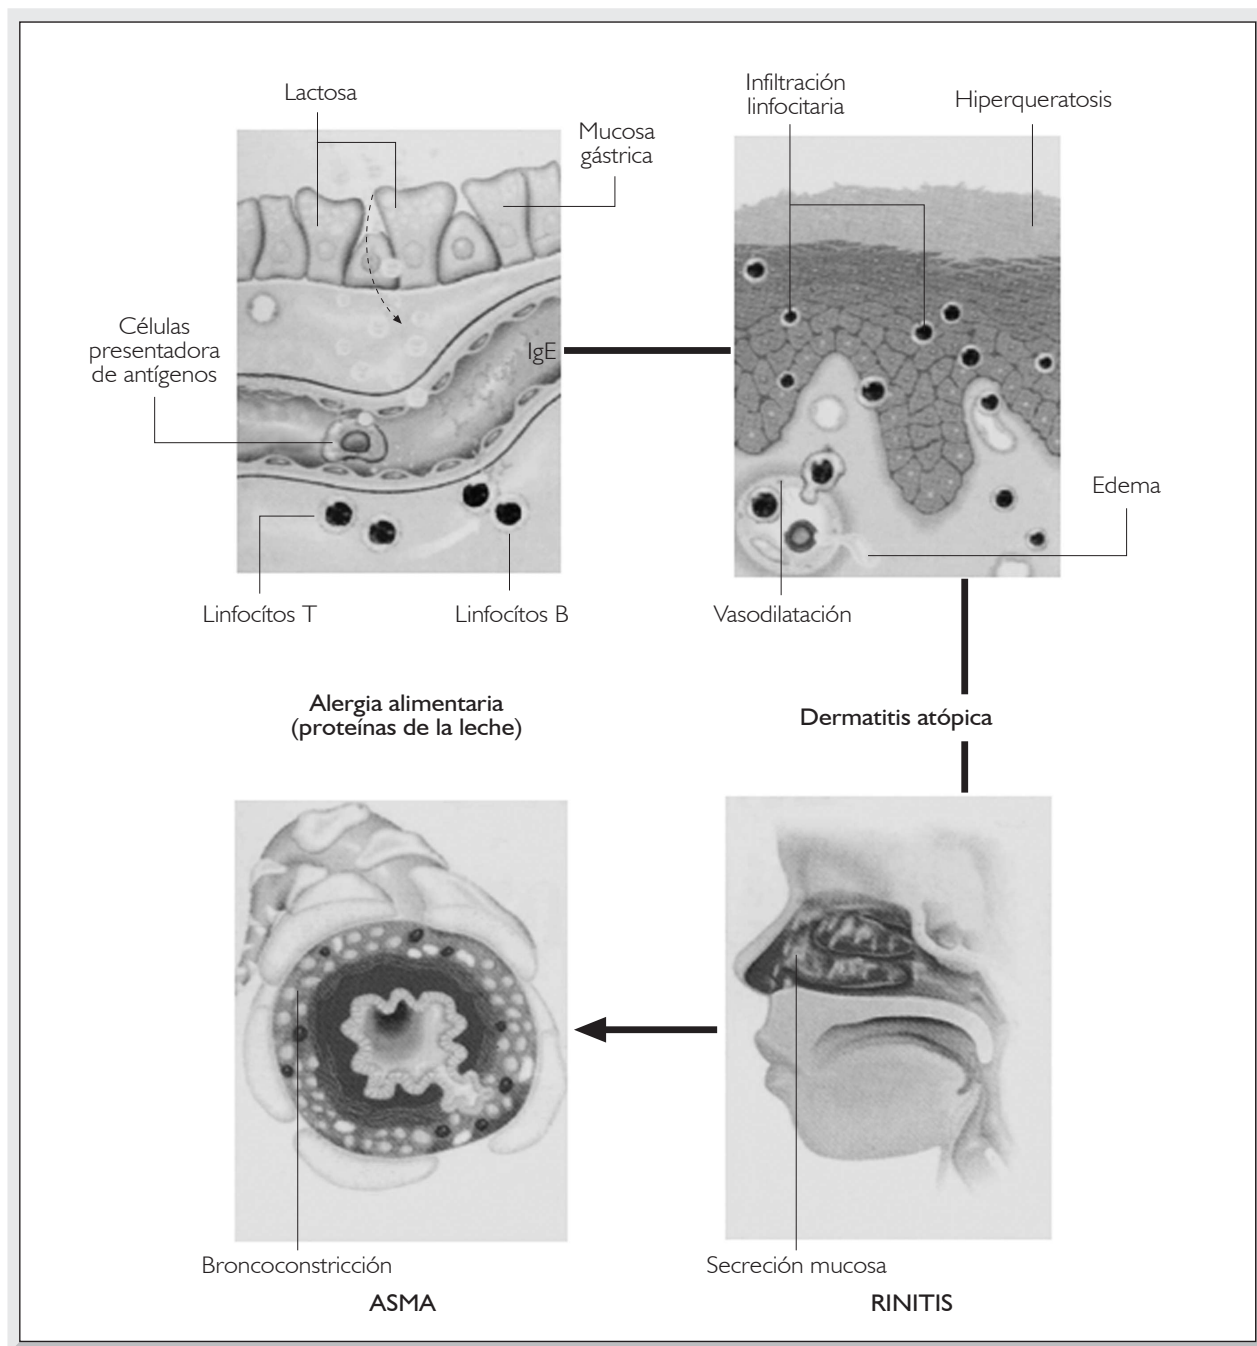 Lactosa
Mucosa
gástrica
Infiltración
linfocitaria
Hiperqueratosis
Células
presentadora
de antígenos
IgE
Edema
Linfocítos T
Linfocítos B
Vasodilatación
Alergia alimentaria
(proteínas de la leche)
Dermatitis atópica
Broncoconstricción
ASMA
Secreción mucosa
RINITIS